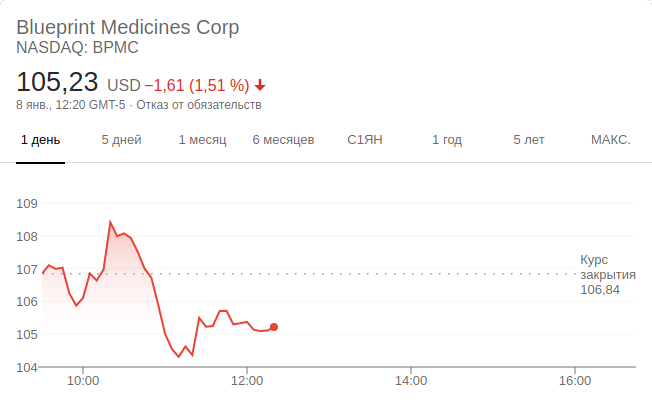 Blueprint Medicines Corp
NASDAQ: BPMC
105,23 USD −1,61 (1,51 %)
8 янв., 12:20 GMT-5 · Отказ от обязательств
1 день 5 дней 1 месяц 6 месяцев С1ЯН 1 год 5 лет МАКС.
109
108
107
106
105
104
Курс
закрытия
106,84
10:00 12:00 14:00 16:00